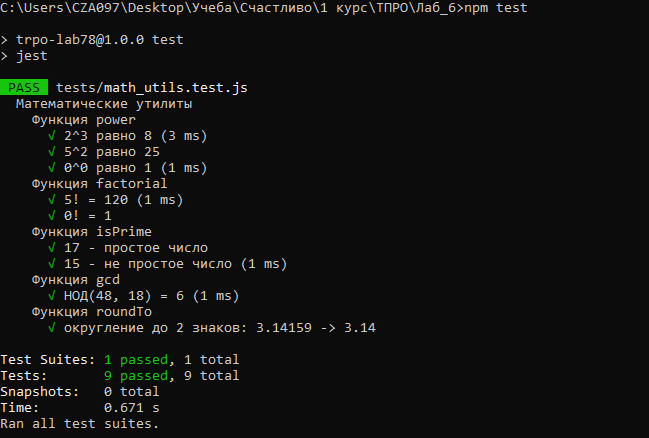 C:\Users\CZA097\Desktop\Учеба\Счастливо\1 курс\ТПРО\Лаб_6>npm test
> trpo-lab78@1.0.0 test
> jest
PASS tests/math_utils.test.js
Математические утилиты
Функция power
√ 2^3 равно 8 (3 ms)
√ 5^2 равно 25
√ 0^0 равно 1 (1 ms)
Функция factorial
√ 5! = 120 (1 ms)
√ 0! = 1
Функция isPrime
√ 17 - простое число
√ 15 - не простое число (1 ms)
Функция gcd
√ НОД(48, 18) = 6 (1 ms)
Функция roundTo
√ округление до 2 знаков: 3.14159 -> 3.14
Test Suites: 1 passed, 1 total
Tests: 9 passed, 9 total
Snapshots: 0 total
Time: 0.671 s
Ran all test suites.